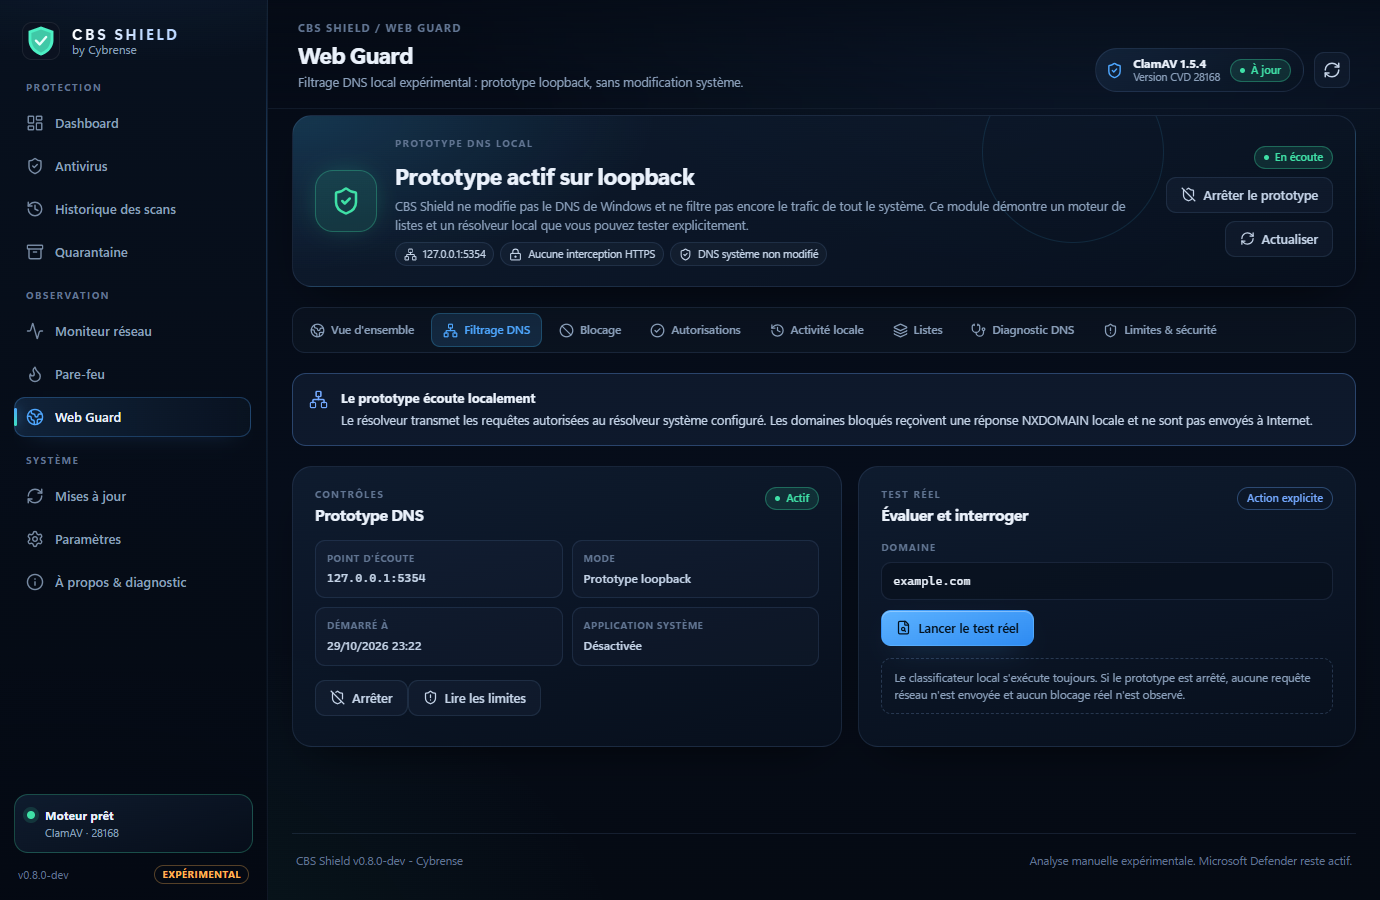 CBS SHIELD
by Cybrense
PROTECTION
Dashboard
Antivirus
Historique des scans
Quarantaine
OBSERVATION
Moniteur réseau
Pare-feu
Web Guard
SYSTÈME
Mises à jour
Paramètres
À propos & diagnostic
Moteur prêt
ClamAV · 28168
v0.8.0-dev
EXPÉRIMENTAL
CBS SHIELD / WEB GUARD
Web Guard
Filtrage DNS local expérimental : prototype loopback, sans modification système.
ClamAV 1.5.4
Version CVD 28168
À jour
PROTOTYPE DNS LOCAL
Prototype actif sur loopback
CBS Shield ne modifie pas le DNS de Windows et ne filtre pas encore le trafic de tout le système. Ce module démontre un moteur de
listes et un résolveur local que vous pouvez tester explicitement.
127.0.0.1:5354
Aucune interception HTTPS
DNS système non modifié
En écoute
Arrêter le prototype
Actualiser
Vue d'ensemble
Filtrage DNS
Blocage
Autorisations
Activité locale
Listes
Diagnostic DNS
Limites & sécurité
Le prototype écoute localement
Le résolveur transmet les requêtes autorisées au résolveur système configuré. Les domaines bloqués reçoivent une réponse NXDOMAIN locale et ne sont pas envoyés à Internet.
CONTRÔLES
Prototype DNS
Actif
POINT D'ÉCOUTE
127.0.0.1:5354
MODE
Prototype loopback
DÉMARRÉ À
29/10/2026 23:22
APPLICATION SYSTÈME
Désactivée
Arrêter
Lire les limites
TEST RÉEL
Évaluer et interroger
Action explicite
DOMAINE
example.com
Lancer le test réel
Le classificateur local s'exécute toujours. Si le prototype est arrêté, aucune requête
réseau n'est envoyée et aucun blocage réel n'est observé.
CBS Shield v0.8.0-dev - Cybrense
Analyse manuelle expérimentale. Microsoft Defender reste actif.